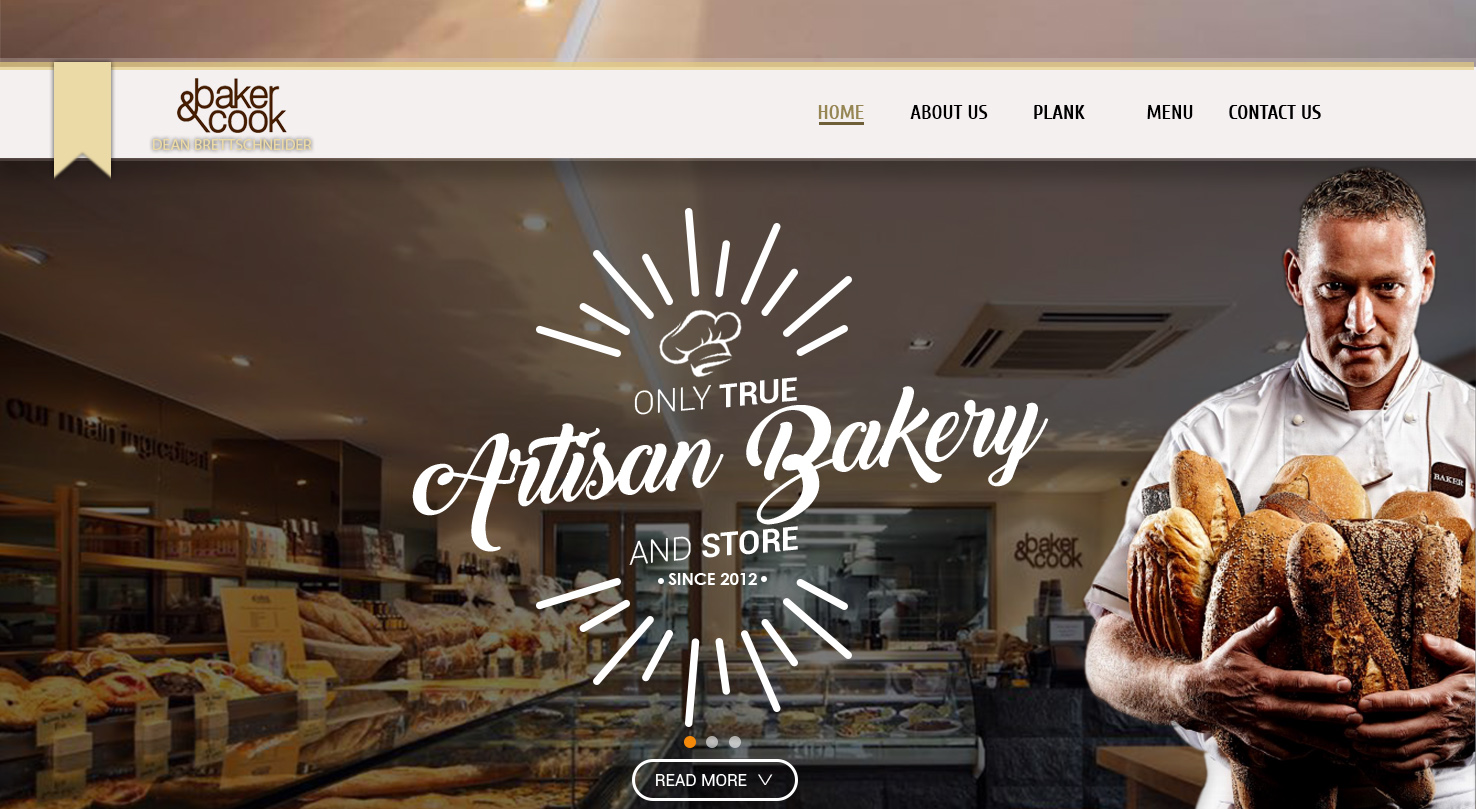 &baker
cook
DEAN BRETTSCHNEIDER
HOME ABOUT US PLANK MENU CONTACT US
ONLY TRUE
Artisan Bakery
AND STORE
• SINCE 2012 •
READ MORE
our main ingredient
&baker
cook
BAKER